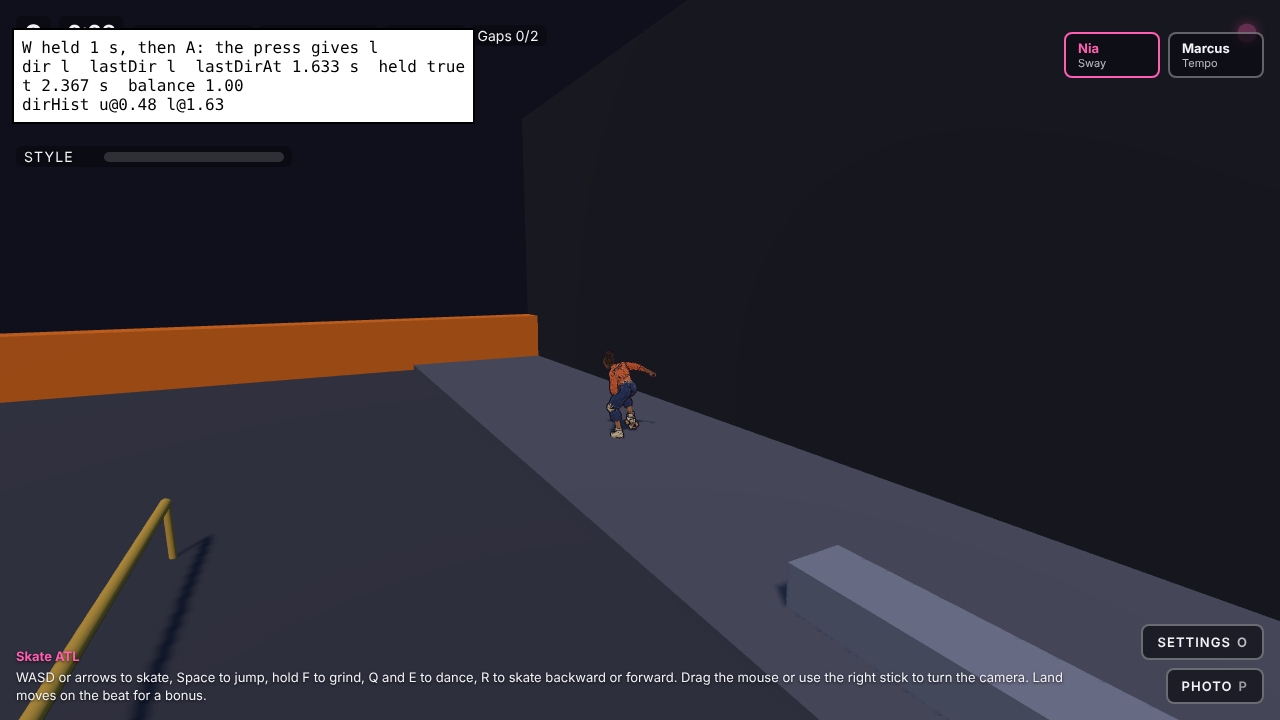 Gaps 0/2
W held 1 s, then A: the press gives l
dir l  lastDir l  lastDirAt 1.633 s  held true
t 2.367 s  balance 1.00
dirHist u@0.48 l@1.63
STYLE
Nia
Sway
Marcus
Tempo
Skate ATL
WASD or arrows to skate, Space to jump, hold F to grind, Q and E to dance, R to skate backward or forward. Drag the mouse or use the right stick to turn the camera. Land
moves on the beat for a bonus.
SETTINGS O
PHOTO P